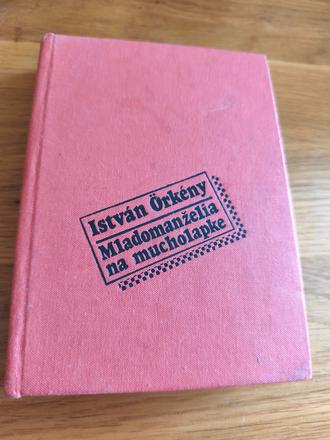 István Örkény
Mladomanželia
na mucholapke